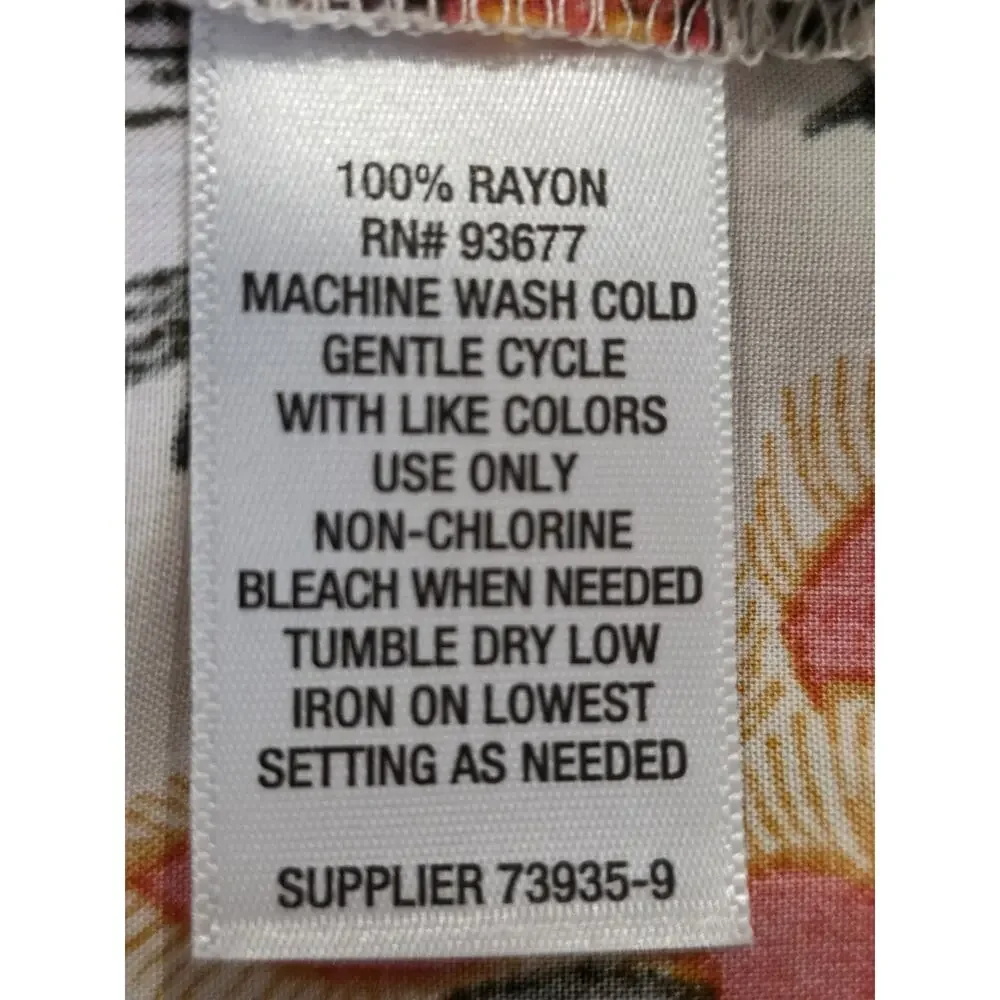 100% RAYON
RN# 93677
MACHINE WASH COLD
GENTLE CYCLE
WITH LIKE COLORS
USE ONLY
NON-CHLORINE
BLEACH WHEN NEEDED
TUMBLE DRY LOW
IRON ON LOWEST
SETTING AS NEEDED
SUPPLIER 73935-9